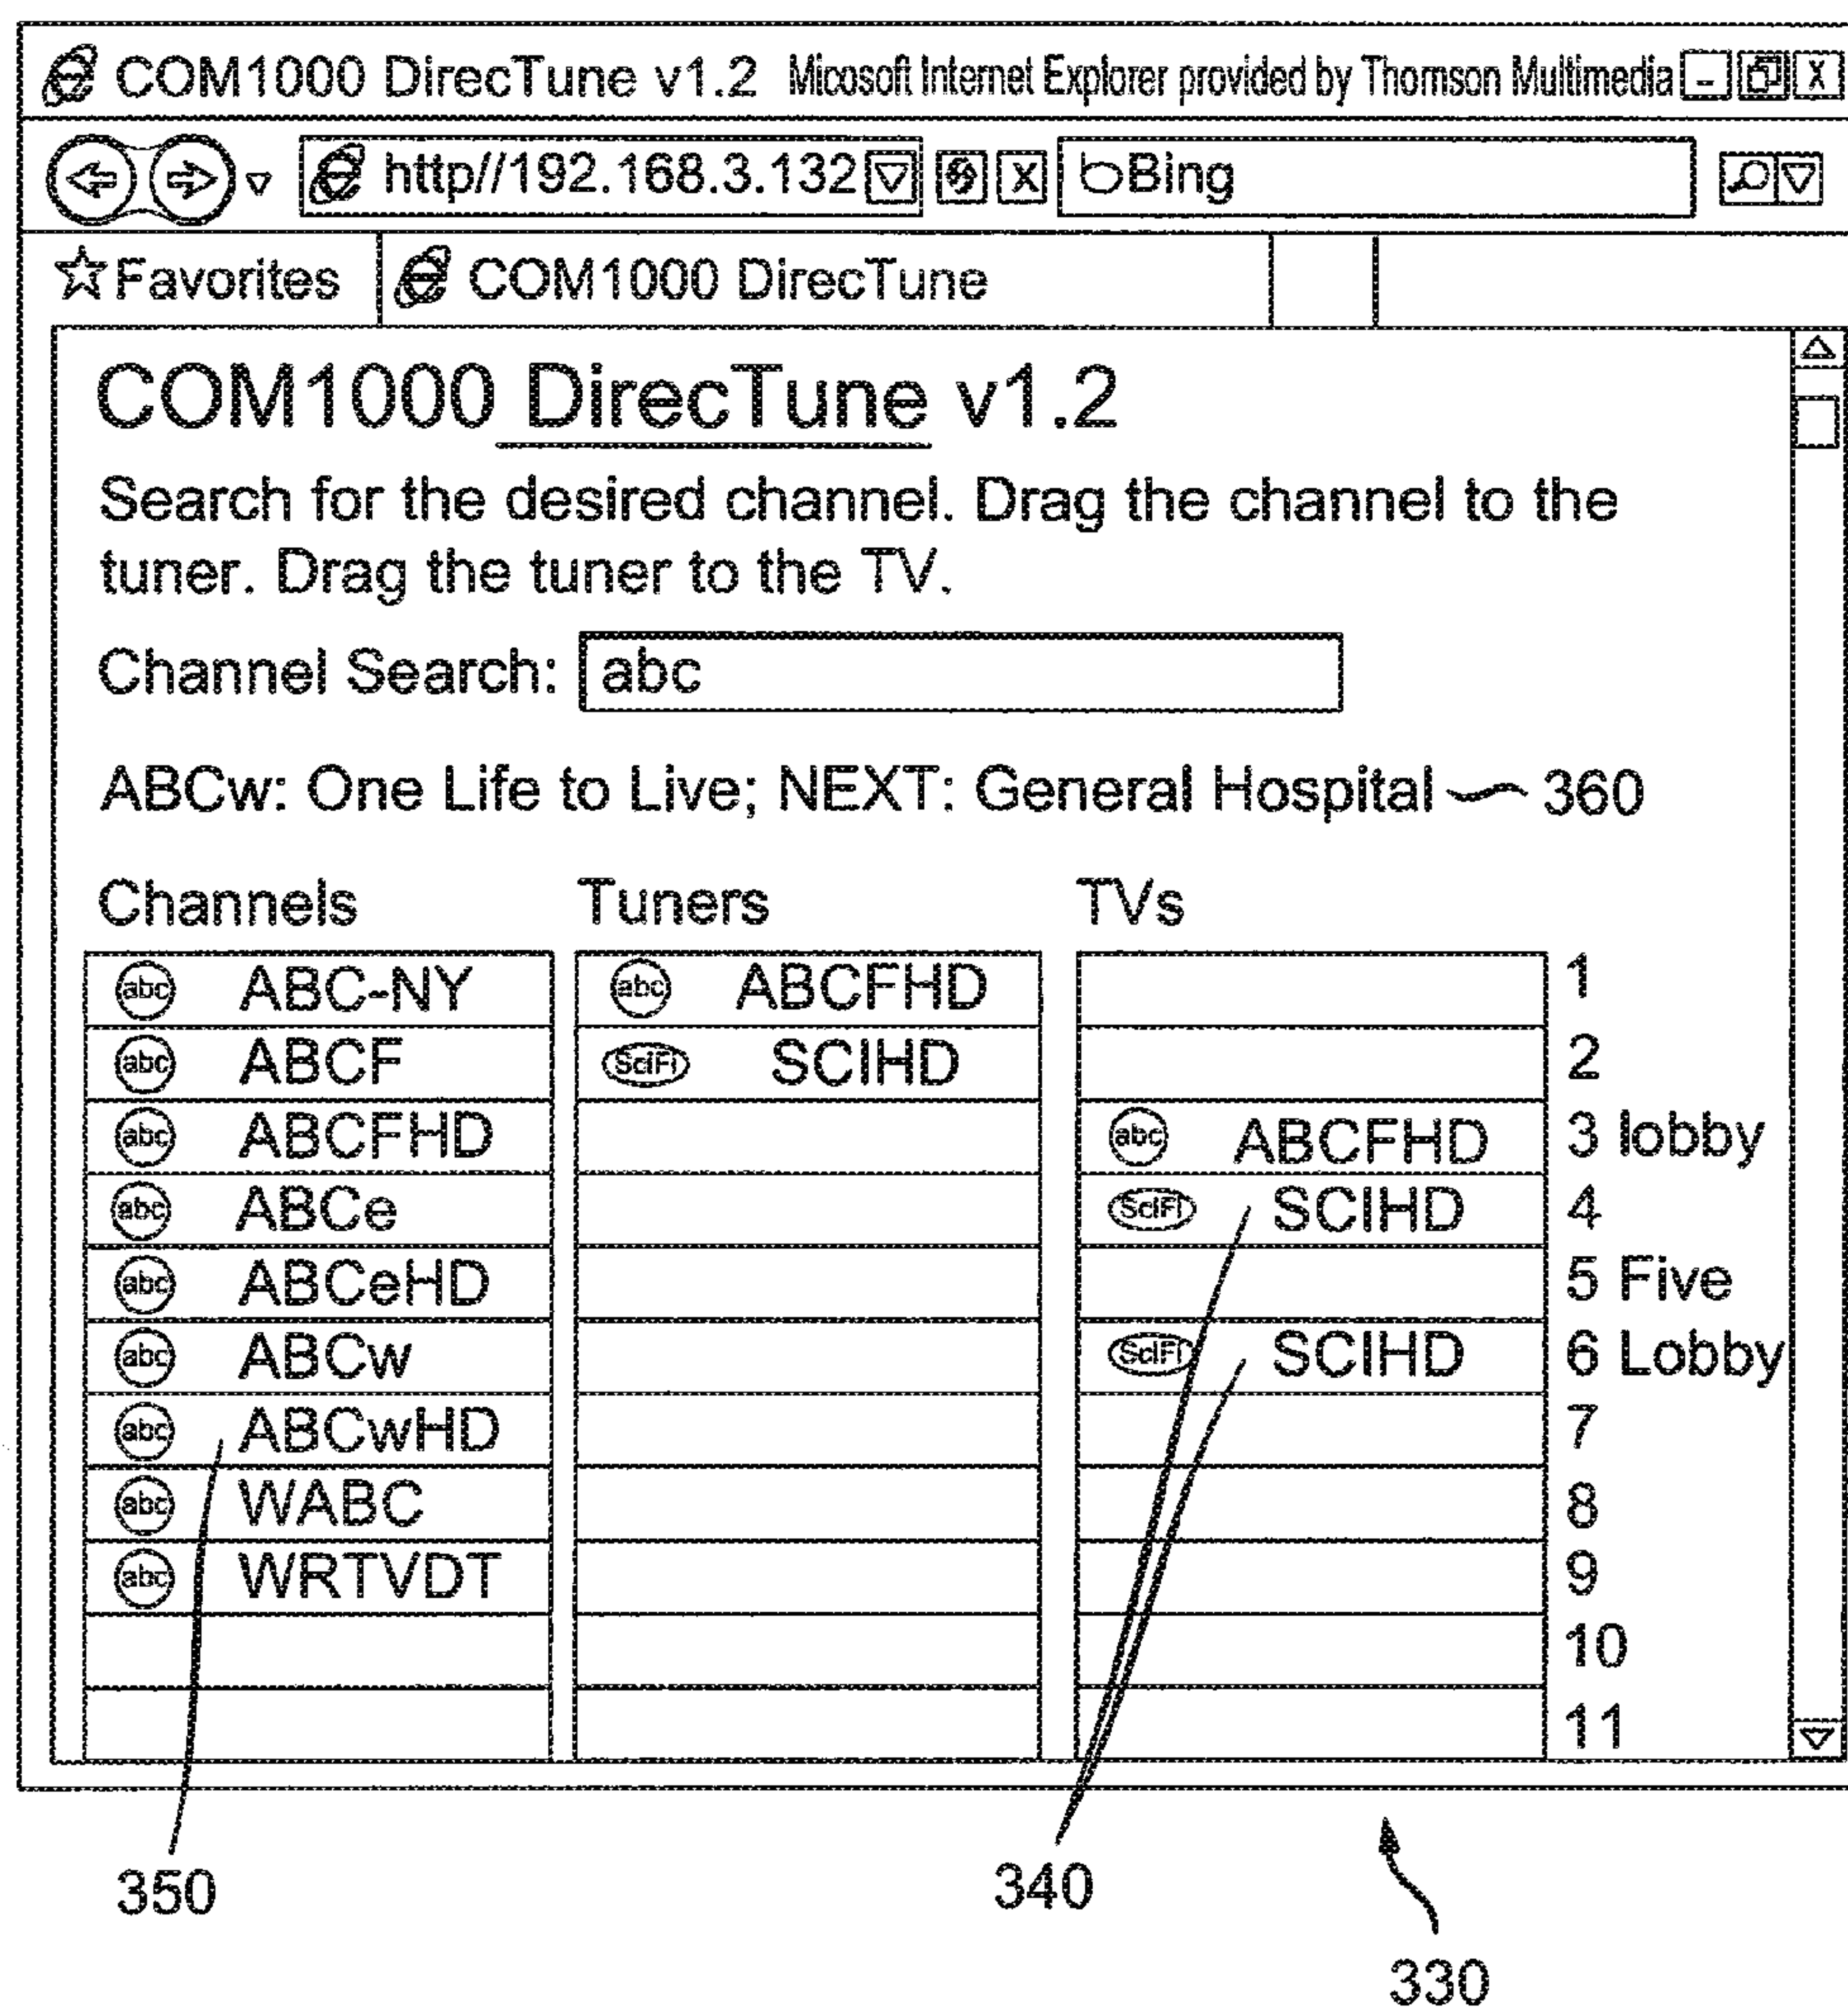 COM1000 DirecTune v1.2 Micosoft Internet Explorer provided by Thomson Multimedia - X
http//192.168.3.132 X bBing
Favorites COM1000 DirecTune
COM1000 DirecTune v1.2
Search for the desired channel. Drag the channel to the
tuner. Drag the tuner to the TV.
Channel Search: abc
ABCw: One Life to Live; NEXT: General Hospital 360
Channels Tuners TVs
abc ABC-NY abc ABCFHD 1
abc ABCF SciFi SCIHD 2
abc ABCFHD abc ABCFHD 3 lobby
abc ABCe SciFi SCIHD 4
abc ABCeHD 5 Five
abc ABCw SciFi SCIHD 6 Lobby
abc ABCwHD 7
abc WABC 8
abc WRTVDT 9
10
11
350 340
330